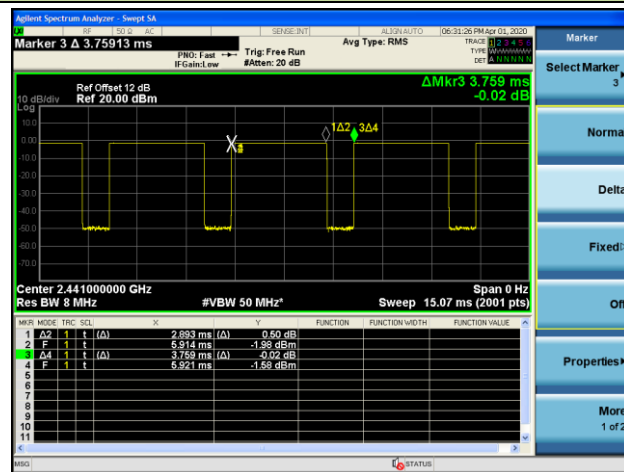 Agilent Spectrum Analyzer - Swept SA
RF 50 Ω AC SENSE:INT ALIGN AUTO 06:31:26 PM Apr 01, 2020
Marker 3 Δ 3.75913 ms Avg Type: RMS TRACE 1 2 3 4 5 6
PNO: Fast Trig: Free Run TYPE
IFGain:Low #Atten: 20 dB DET A N N N N N
ΔMkr3 3.759 ms
Ref Offset 12 dB
10 dB/div Ref 20.00 dBm -0.02 dB
Log
10.0
0.00
-10.0
-20.0
-30.0
-40.0
-50.0
-60.0
-70.0
1Δ2 3Δ4
Center 2.441000000 GHz Span 0 Hz
Res BW 8 MHz #VBW 50 MHz* Sweep 15.07 ms (2001 pts)
MKR MODE TRC SCL X Y FUNCTION FUNCTION WIDTH FUNCTION VALUE
1 Δ2 1 t (Δ) 2.893 ms (Δ) 0.50 dB
2 F 1 t 5.914 ms -1.98 dBm
3 Δ4 1 t (Δ) 3.759 ms (Δ) -0.02 dB
4 F 1 t 5.921 ms -1.58 dBm
5
6
7
8
9
10
11
MSG STATUS
Marker
Select Marker
3
Norma
Delta
Fixed
Off
Properties
More
1 of 2